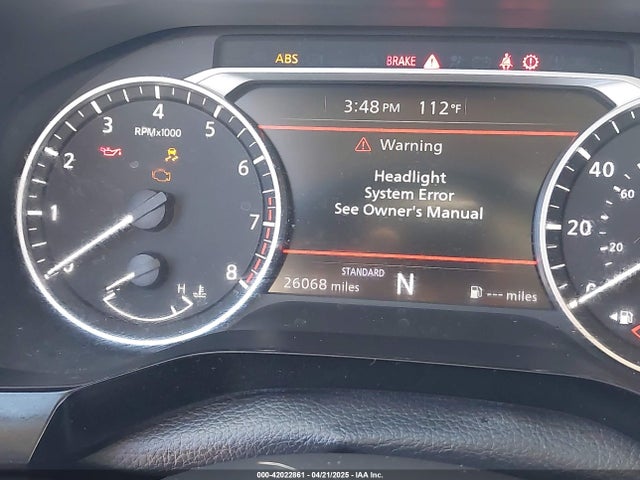 ABS BRAKE
3:48 PM 112°F
Warning
Headlight
System Error
See Owner's Manual
STANDARD
26068 miles N --- miles
RPMx1000
1 2 3 4 5 6 7 8
H
40
60
20
20
000-42022861 - 04/21/2025 - IAA Inc.